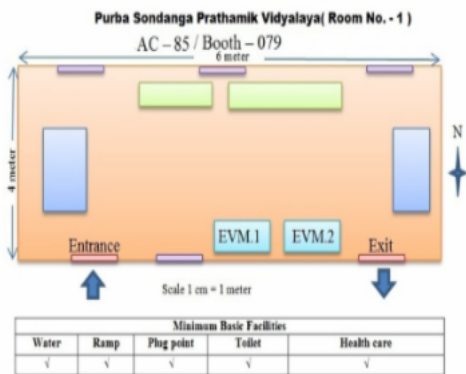 Purba Sondanga Prathamik Vidyalaya( Room No. - 1 )
AC – 85 / Booth – 079
6 meter
4 meter
N
EVM.1 EVM.2
Entrance Exit
Scale 1 cm = 1 meter
Minimum Basic Facilities
Water Ramp Plug point Toilet Health care
√ √ √ √ √